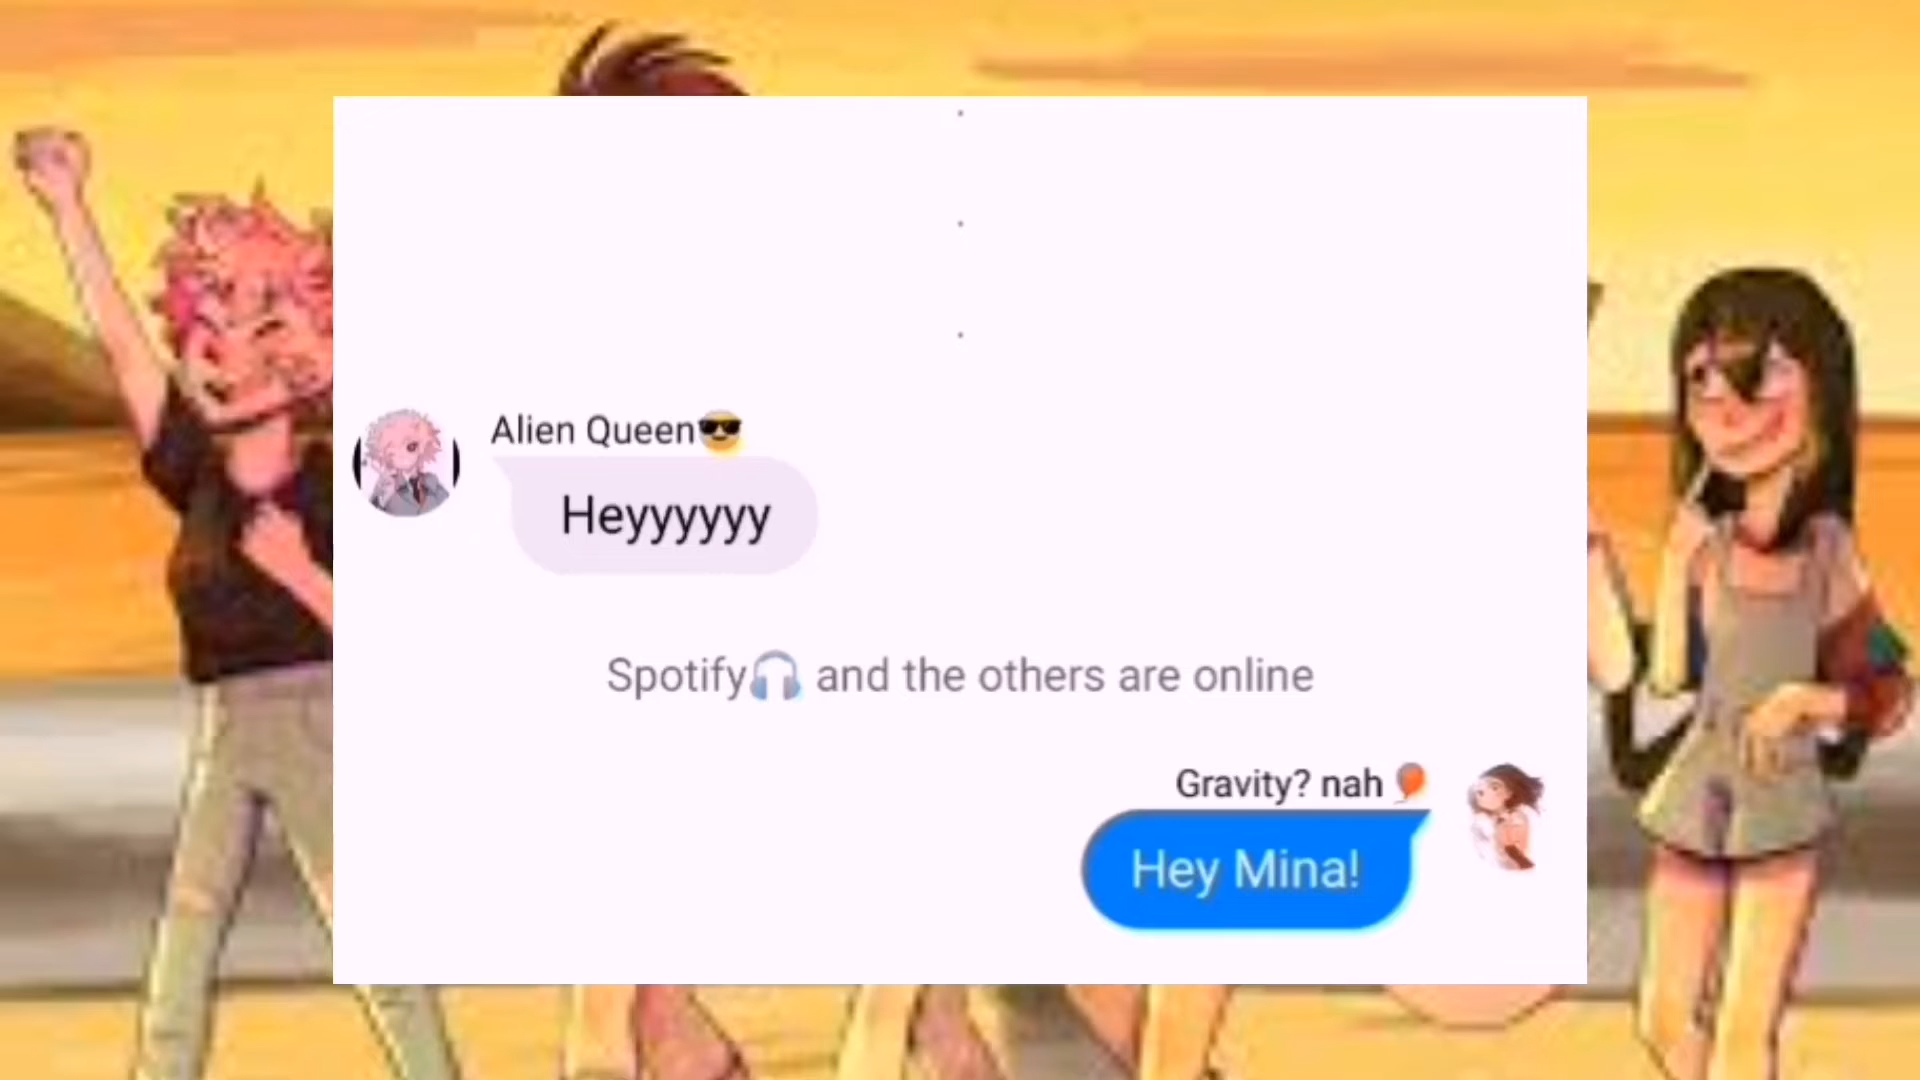 .
.
.
Alien Queen😎
Heyyyyyy
Spotify🎧 and the others are online
Gravity? nah🎈
Hey Mina!